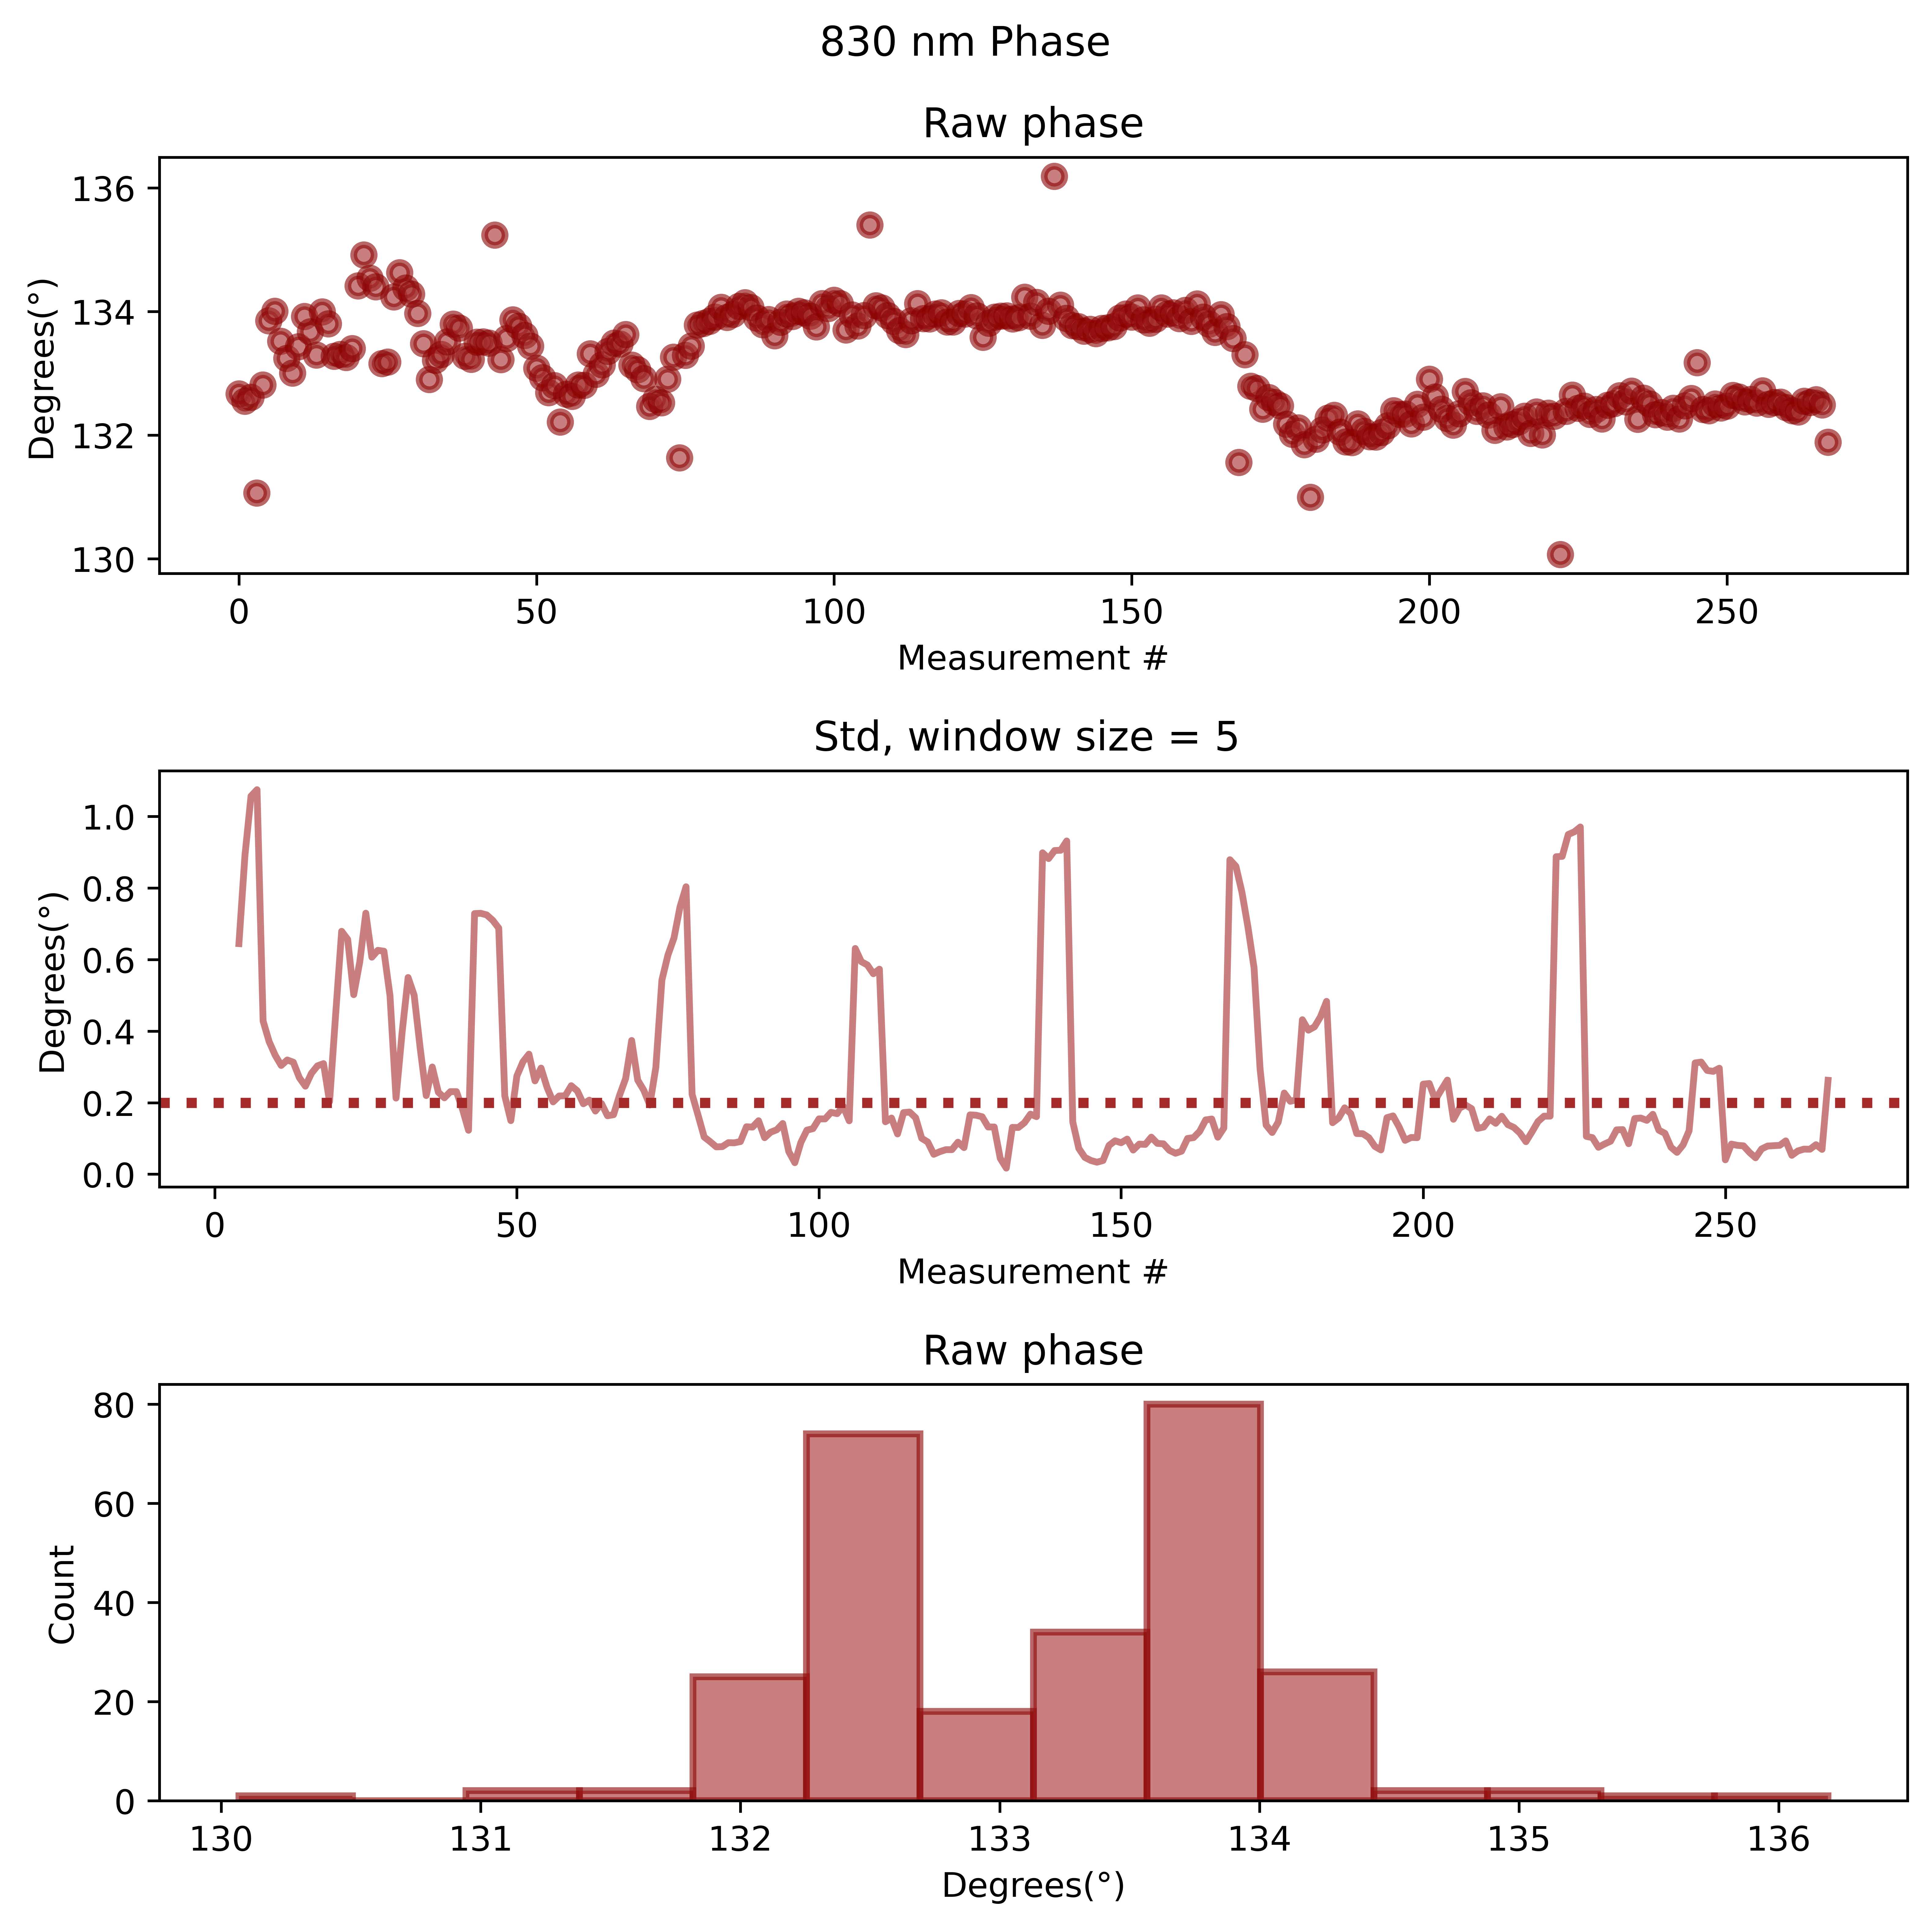 830 nm Phase
Raw phase
136
134
132
130
Degrees(°)
0 50 100 150 200 250
Measurement #
Std, window size = 5
1.0
0.8
0.6
0.4
0.2
0.0
Degrees(°)
0 50 100 150 200 250
Measurement #
Raw phase
80
60
40
20
0
Count
130 131 132 133 134 135 136
Degrees(°)